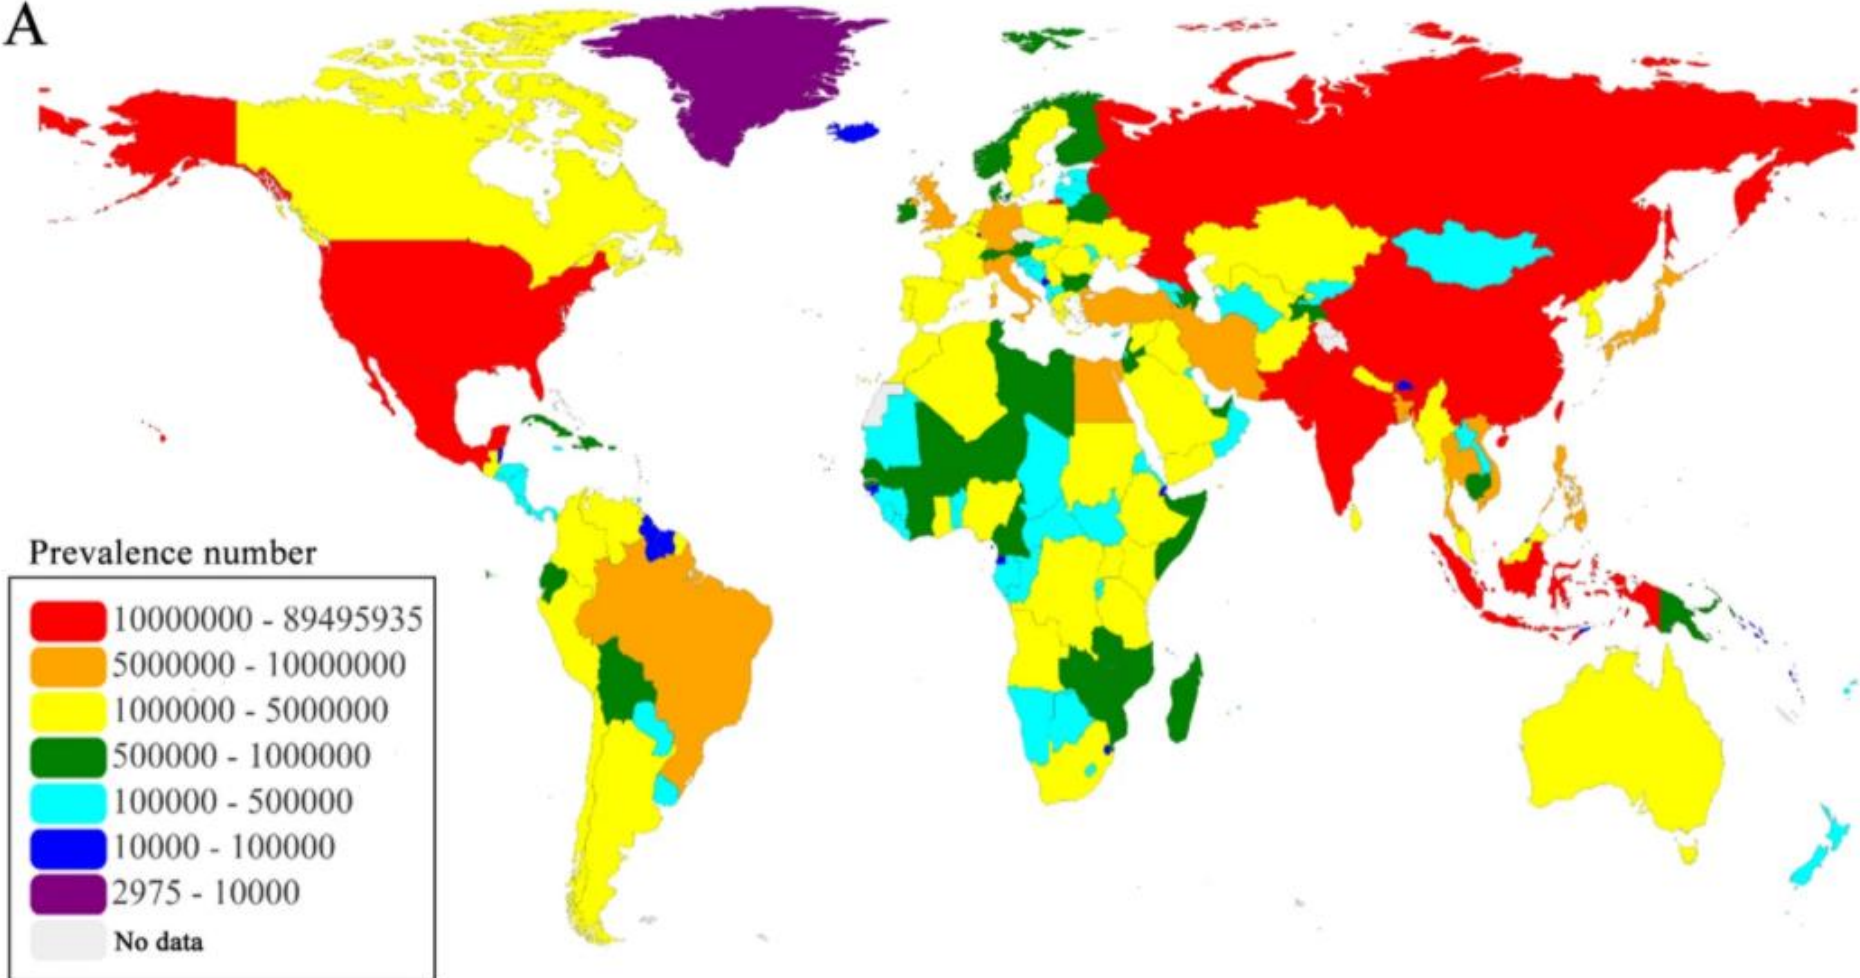 A
Prevalence number
10000000 - 89495935
5000000 - 10000000
1000000 - 5000000
500000 - 1000000
100000 - 500000
10000 - 100000
2975 - 10000
No data